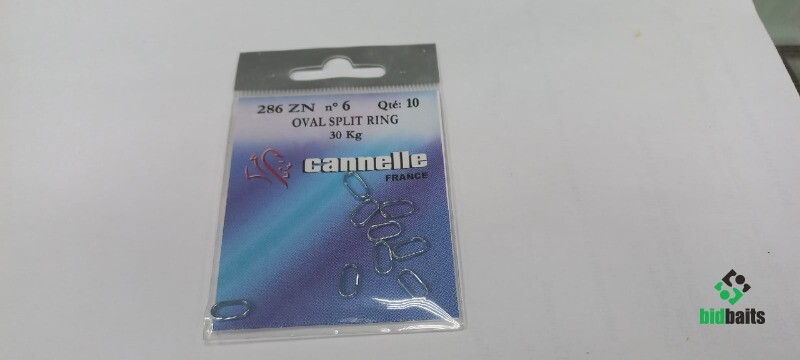 286 ZN n° 6 Qté: 10
OVAL SPLIT RING
30 Kg
cannelle
FRANCE
bidbaits